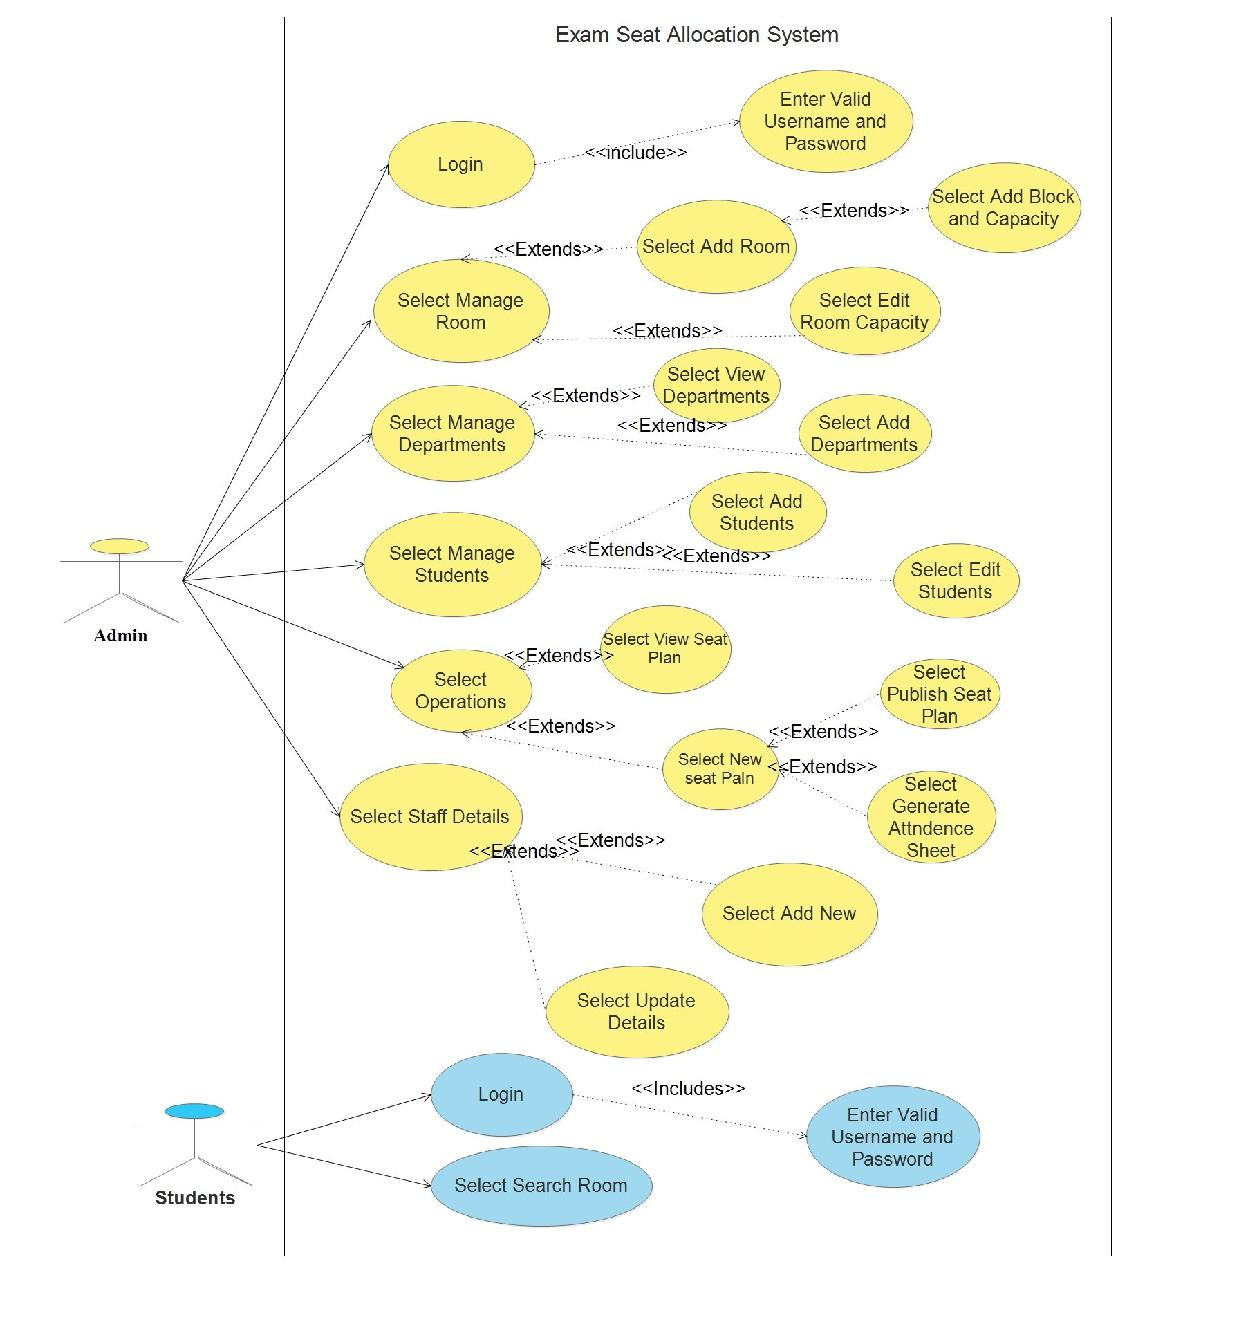 Exam Seat Allocation System
Enter Valid
Username and
Password
Login
<<include>>
Select Add Block
and Capacity
<<Extends>>
Select Add Room
<<Extends>>
Select Manage
Room
Select Edit
Room Capacity
<<Extends>>
Select View
Departments
<<Extends>>
Select Manage
Departments
<<Extends>>
Select Add
Departments
Select Add
Students
Select Manage
Students
<<Extends>>
<<Extends>>
Select Edit
Students
Admin
Select View Seat
Plan
<<Extends>>
Select
Operations
Select
Publish Seat
Plan
<<Extends>>
<<Extends>>
Select New
seat Paln
<<Extends>>
Select
Generate
Attndence
Sheet
Select Staff Details
<<Extends>>
<<Extends>>
Select Add New
Select Update
Details
Login
<<Includes>>
Enter Valid
Username and
Password
Students
Select Search Room